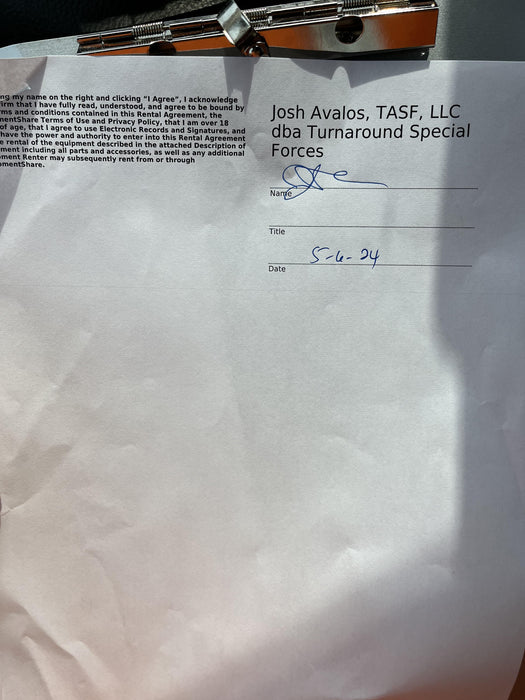 ng my name on the right and clicking "I Agree", I acknowledge
irm that I have fully read, understood, and agree to be bound by
ms and conditions contained in this Rental Agreement, the
mentShare Terms of Use and Privacy Policy, that I am over 18
of age, that I agree to use Electronic Records and Signatures, and
have the power and authority to enter into this Rental Agreement
e rental of the equipment described in the attached Description of
ment including all parts and accessories, as well as any additional
ment Renter may subsequently rent from or through
omentShare.
Josh Avalos, TASF, LLC
dba Turnaround Special
Forces
Name
Title
5-6-24
Date